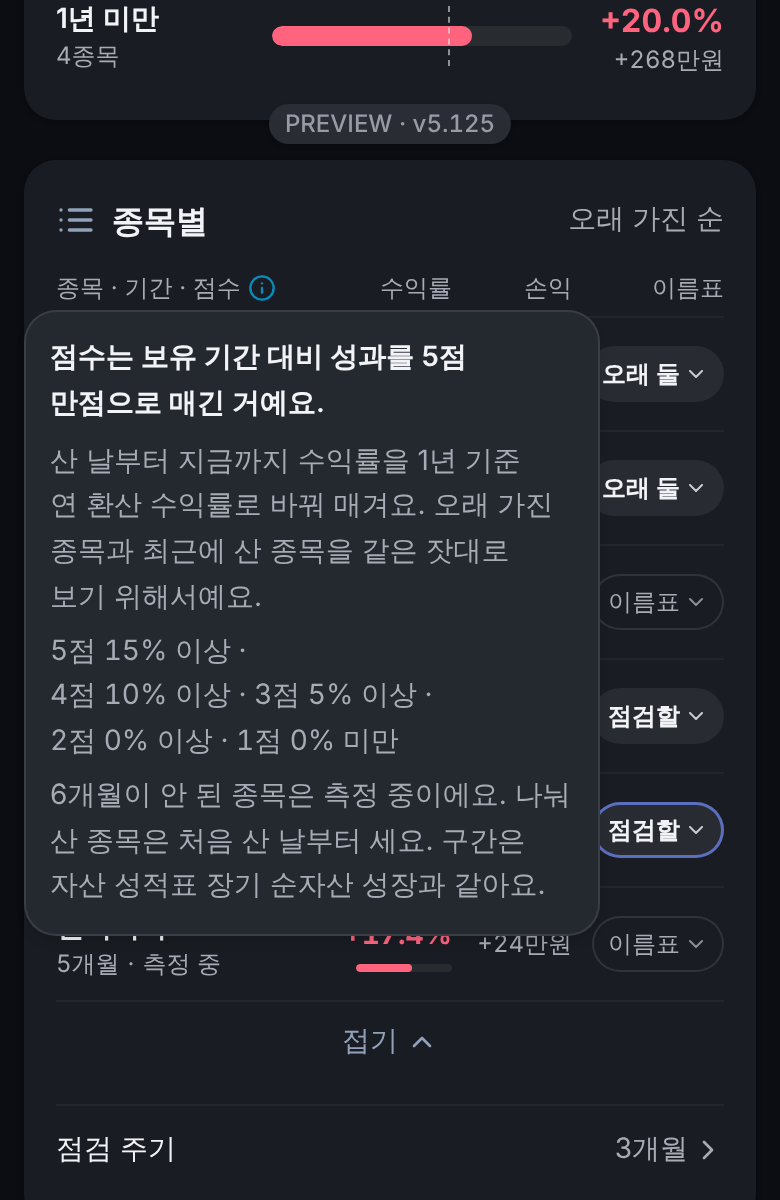 1년 미만
+20.0%
4종목
+268만원
PREVIEW · v5.125
종목별
오래 가진 순
종목 · 기간 · 점수
수익률
손익
이름표
점수는 보유 기간 대비 성과를 5점
만점으로 매긴 거예요.
산 날부터 지금까지 수익률을 1년 기준
연 환산 수익률로 바꿔 매겨요. 오래 가진
종목과 최근에 산 종목을 같은 잣대로
보기 위해서예요.
5점 15% 이상 ·
4점 10% 이상 · 3점 5% 이상 ·
2점 0% 이상 · 1점 0% 미만
6개월이 안 된 종목은 측정 중이에요. 나눠
산 종목은 처음 산 날부터 세요. 구간은
자산 성적표 장기 순자산 성장과 같아요.
오래 둘
오래 둘
이름표
점검할
점검할
+17.4%
+24만원
이름표
5개월 · 측정 중
접기
점검 주기
3개월